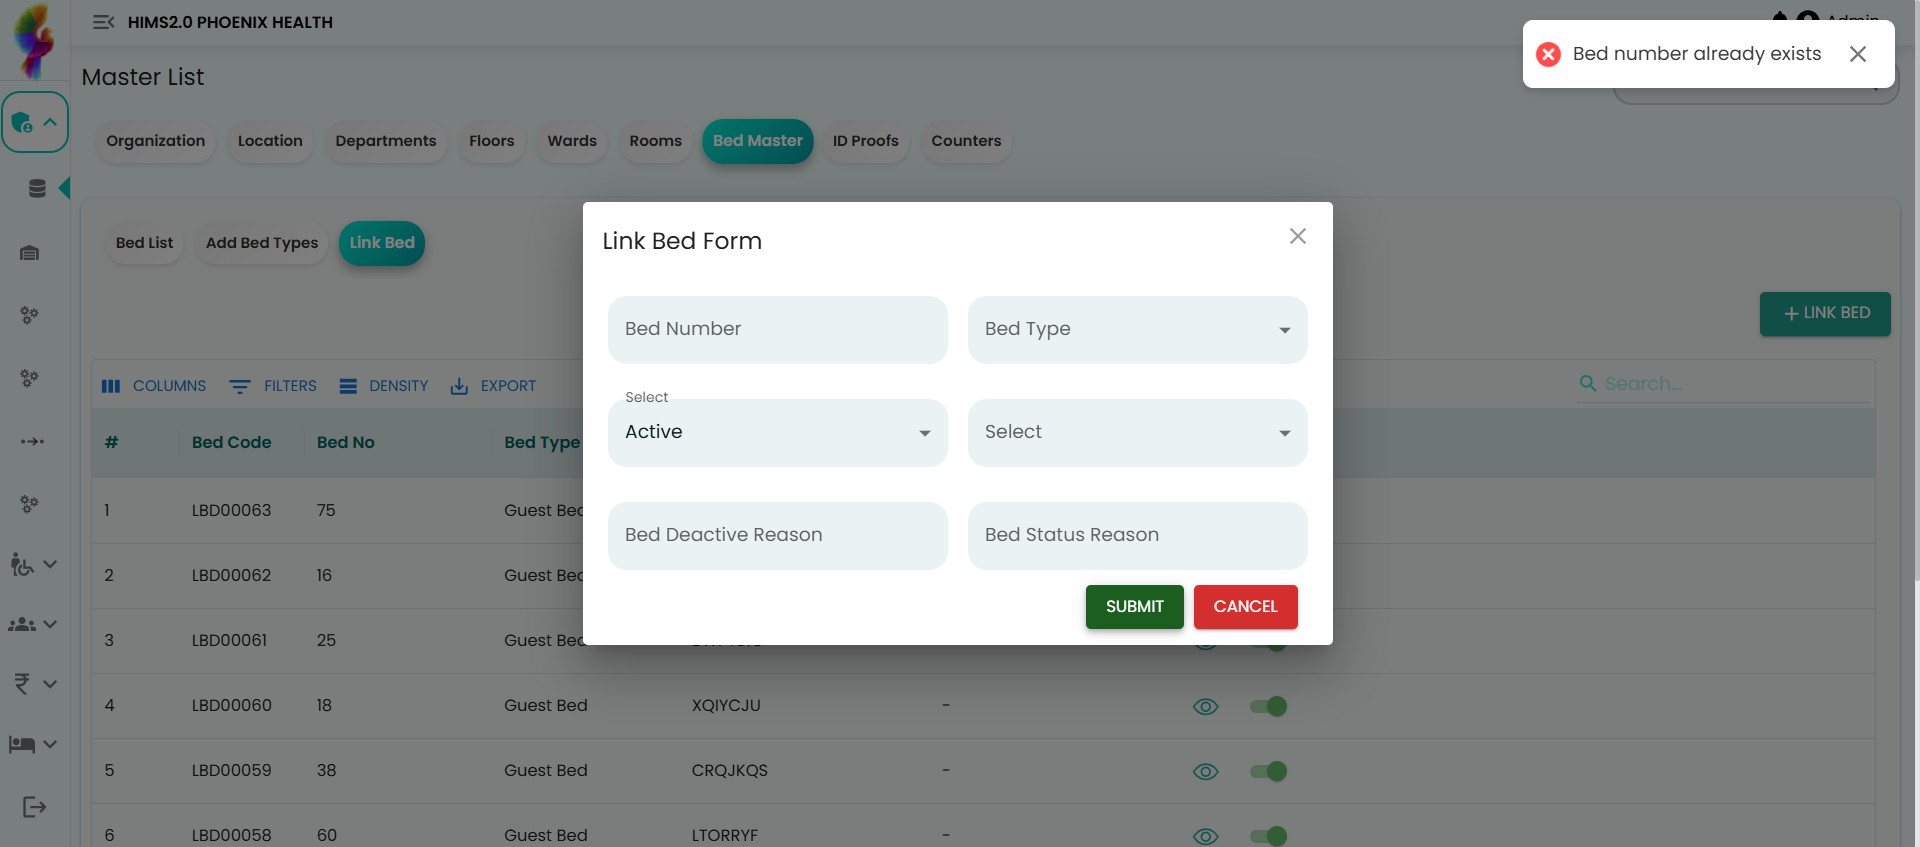 HIMS2.0 PHOENIX HEALTH
Admin
Bed number already exists
Master List
Organization Location Departments Floors Wards Rooms Bed Master ID Proofs Counters
Bed List Add Bed Types Link Bed
Link Bed Form
Bed Number Bed Type
+ LINK BED
COLUMNS FILTERS DENSITY EXPORT
Search...
Select
Active Select
# Bed Code Bed No Bed Type
1 LBD00063 75 Guest Bed
Bed Deactive Reason Bed Status Reason
2 LBD00062 16 Guest Bed
SUBMIT CANCEL
3 LBD00061 25 Guest Bed
4 LBD00060 18 Guest Bed XQIYCJU -
5 LBD00059 38 Guest Bed CRQJKQS -
6 LBD00058 60 Guest Bed LTORRYF -